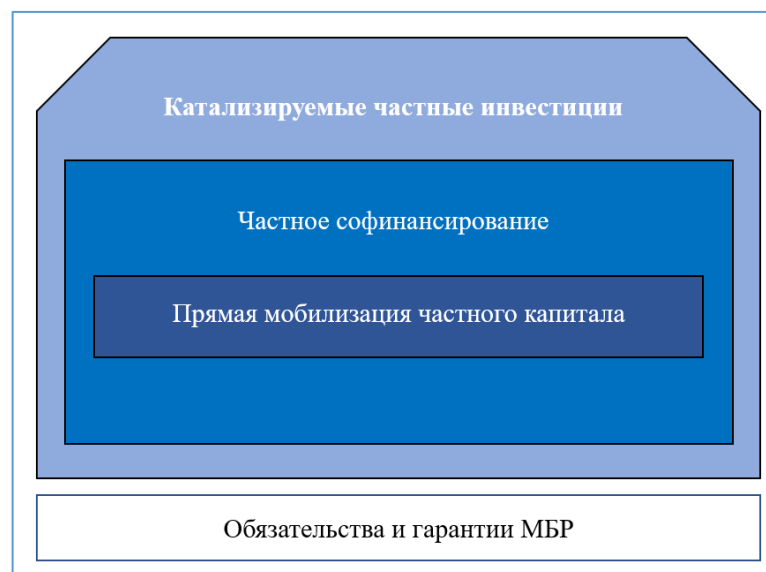 Катализируемые частные инвестиции
Частное софинансирование
Прямая мобилизация частного капитала
Обязательства и гарантии МБР